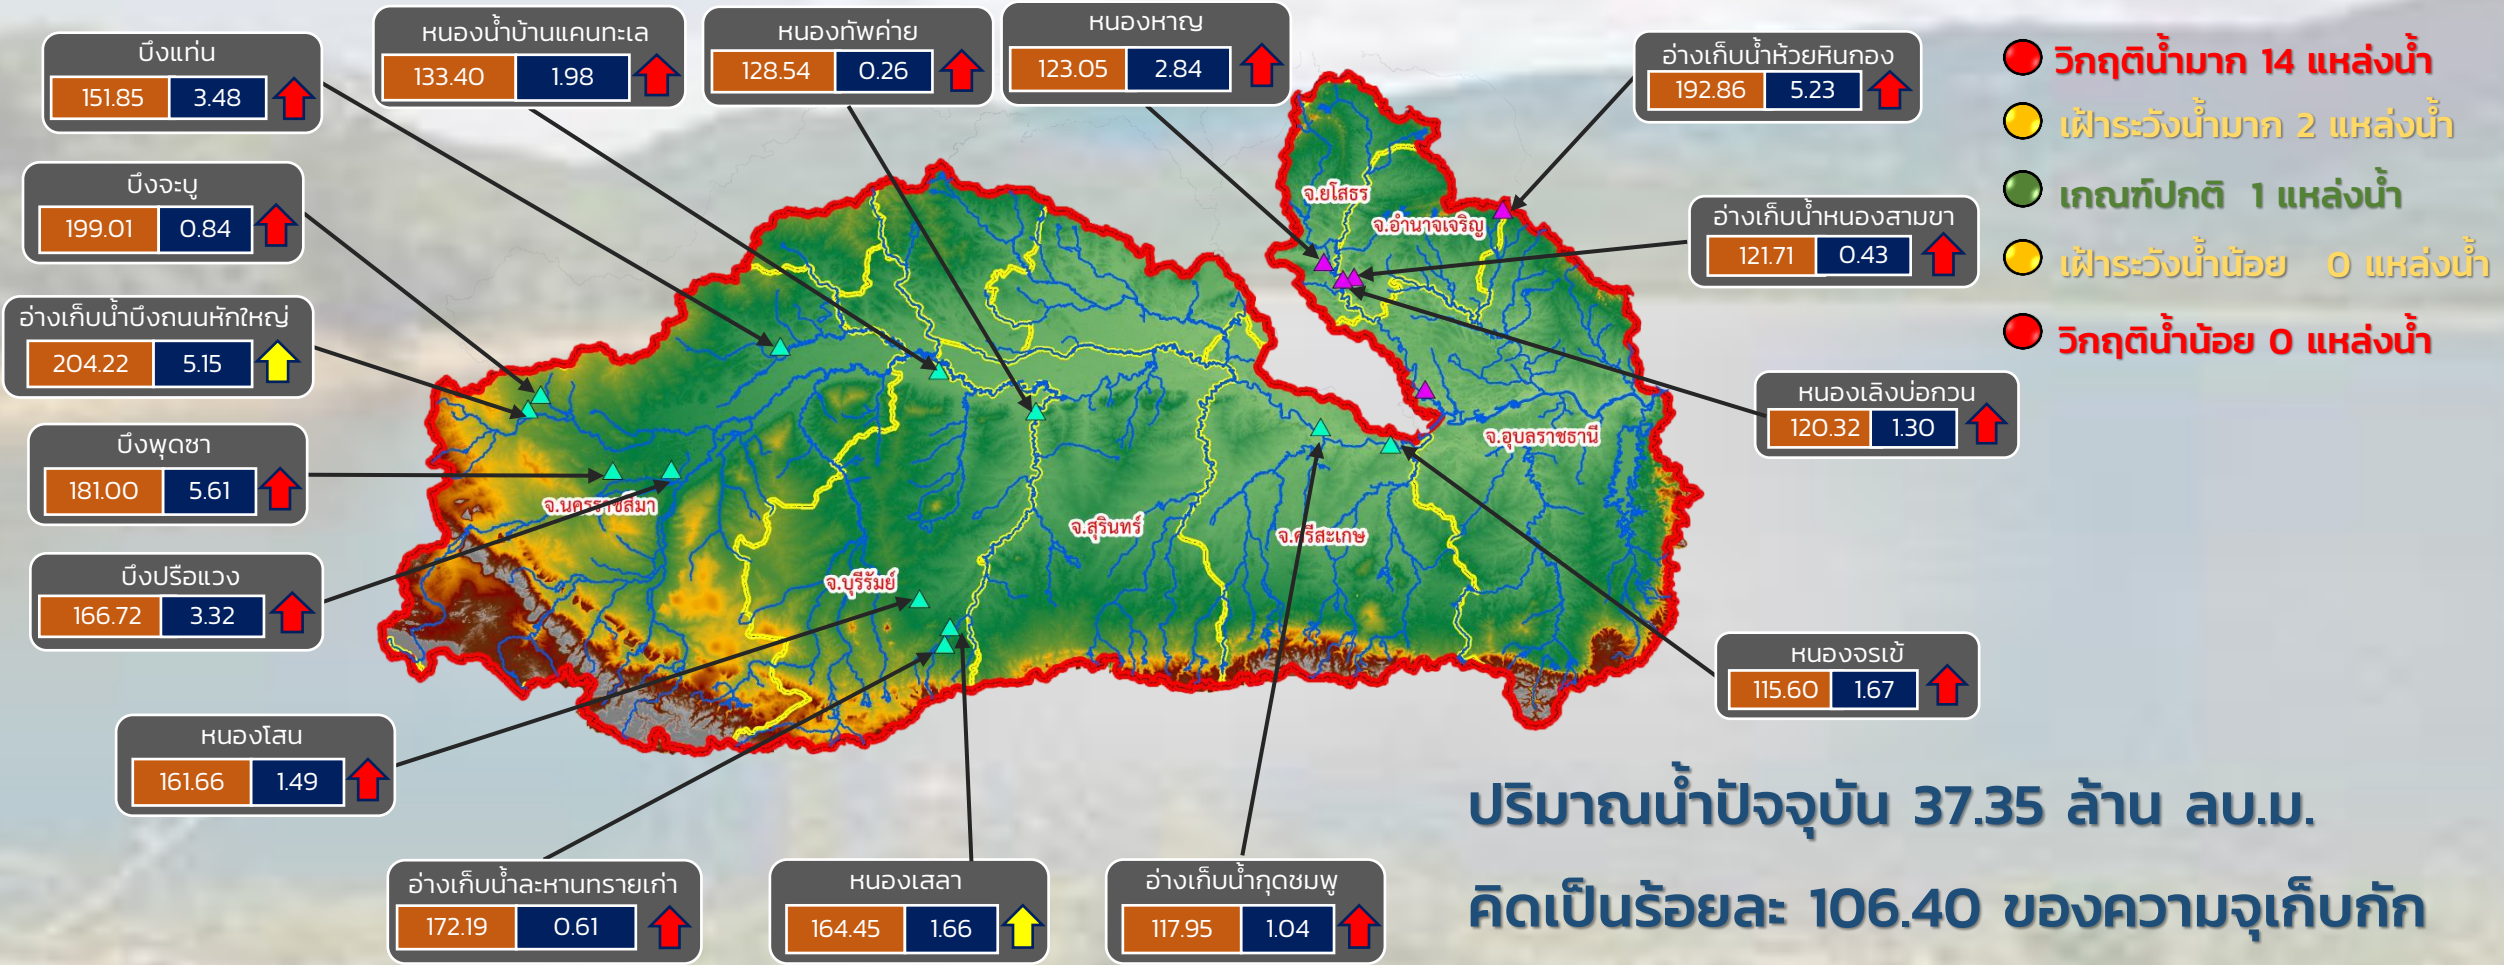 บึงแท่น
151.85 3.48
หนองน้ำบ้านแคนทะเล
133.40 1.98
หนองทัพค่าย
128.54 0.26
หนองหาญ
123.05 2.84
อ่างเก็บน้ำห้วยหินกอง
192.86 5.23
วิกฤติน้ำมาก 14 แหล่งน้ำ
เฝ้าระวังน้ำมาก 2 แหล่งน้ำ
เกณฑ์ปกติ 1 แหล่งน้ำ
เฝ้าระวังน้ำน้อย 0 แหล่งน้ำ
วิกฤติน้ำน้อย 0 แหล่งน้ำ
บึงจะบู
199.01 0.84
อ่างเก็บน้ำบึงถนนหักใหญ่
204.22 5.15
บึงพุดซา
181.00 5.61
บึงปรือแวง
166.72 3.32
หนองโสน
161.66 1.49
จ.ยโสธร
จ.อำนาจเจริญ
จ.อุบลราชธานี
จ.นครราชสีมา
จ.สุรินทร์
จ.ศรีสะเกษ
จ.บุรีรัมย์
อ่างเก็บน้ำหนองสามขา
121.71 0.43
หนองเลิงบ่อกวน
120.32 1.30
หนองจรเข้
115.60 1.67
อ่างเก็บน้ำละหานทรายเก่า
172.19 0.61
หนองเสลา
164.45 1.66
อ่างเก็บน้ำกุดชมพู
117.95 1.04
ปริมาณน้ำปัจจุบัน 37.35 ล้าน ลบ.ม.
คิดเป็นร้อยละ 106.40 ของความจุเก็บกัก